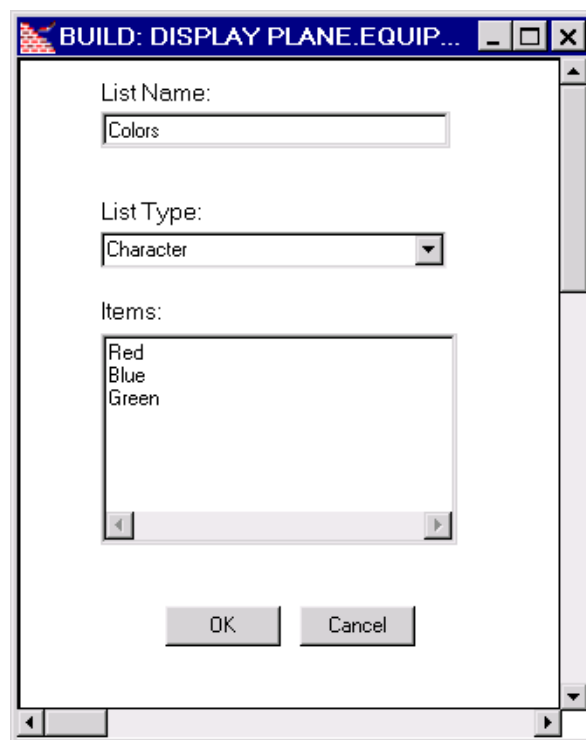 BUILD: DISPLAY PLANE.EQUIP...
List Name:
Colors
List Type:
Character
Items:
Red
Blue
Green
OK Cancel